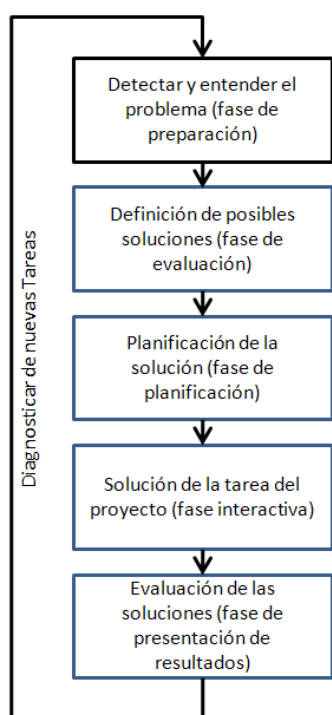 Detectar y entender el
problema (fase de
preparación)
Definición de posibles
soluciones (fase de
evaluación)
Planificación de la
solución (fase de
planificación)
Solución de la tarea del
proyecto (fase interactiva)
Evaluación de las
soluciones (fase de
presentación de
resultados)
Diagnosticar de nuevas Tareas